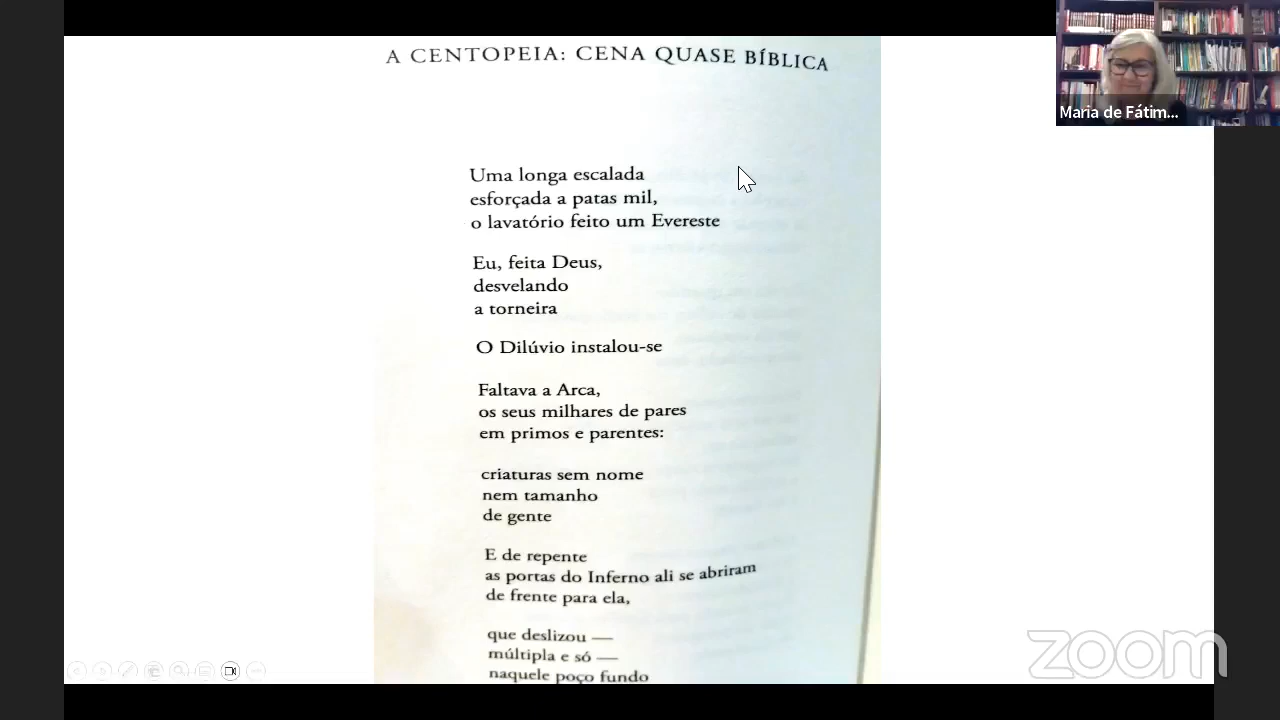 A CENTOPEIA: CENA QUASE BÍBLICA
Maria de Fátim...
Uma longa escalada
esforçada a patas mil,
o lavatório feito um Evereste
Eu, feita Deus,
desvelando
a torneira
O Dilúvio instalou-se
Faltava a Arca,
os seus milhares de pares
em primos e parentes:
criaturas sem nome
nem tamanho
de gente
E de repente
as portas do Inferno ali se abriram
de frente para ela,
que deslizou —
múltipla e só —
naquele poço fundo
zoom